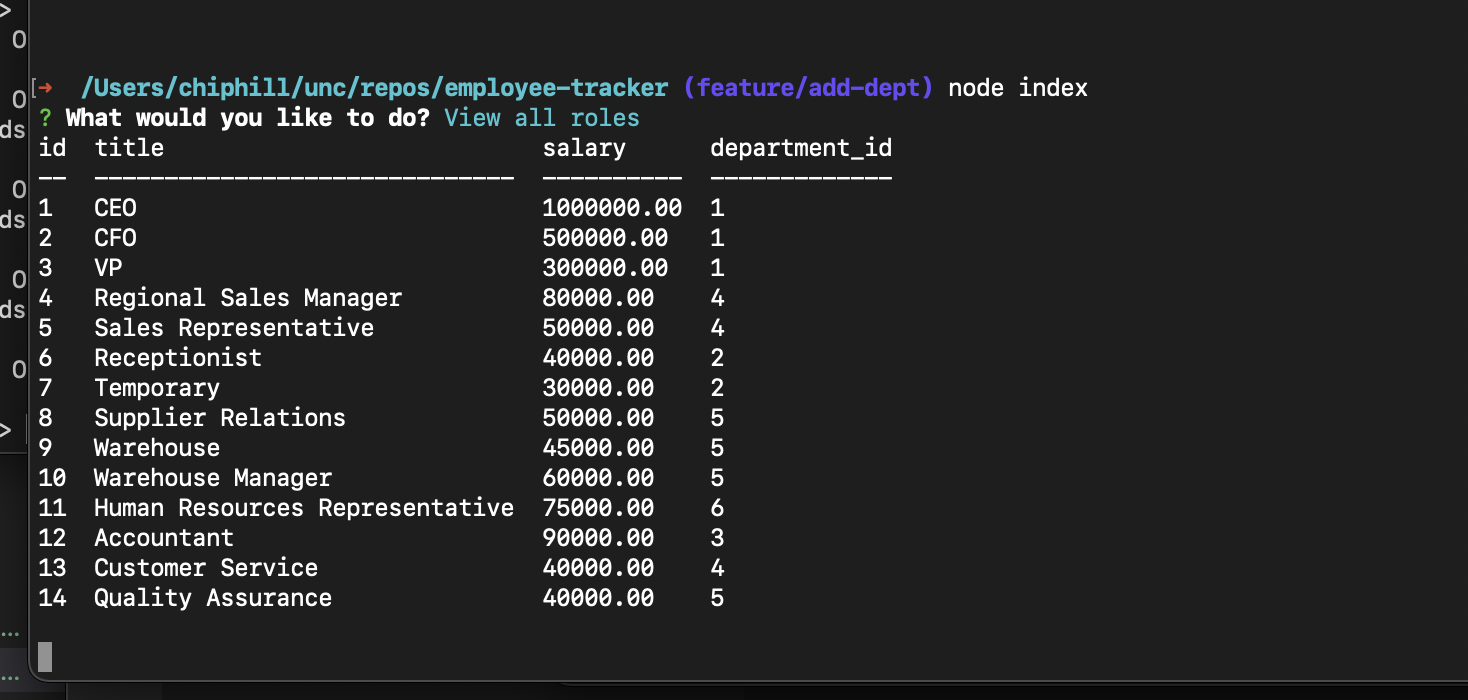 ➜  /Users/chiphill/unc/repos/employee-tracker (feature/add-dept) node index
? What would you like to do? View all roles
id  title                           salary      department_id
--  ------------------------------  ----------  -------------
1   CEO                             1000000.00  1
2   CFO                             500000.00   1
3   VP                              300000.00   1
4   Regional Sales Manager          80000.00    4
5   Sales Representative            50000.00    4
6   Receptionist                    40000.00    2
7   Temporary                       30000.00    2
8   Supplier Relations              50000.00    5
9   Warehouse                       45000.00    5
10  Warehouse Manager               60000.00    5
11  Human Resources Representative  75000.00    6
12  Accountant                      90000.00    3
13  Customer Service                40000.00    4
14  Quality Assurance               40000.00    5